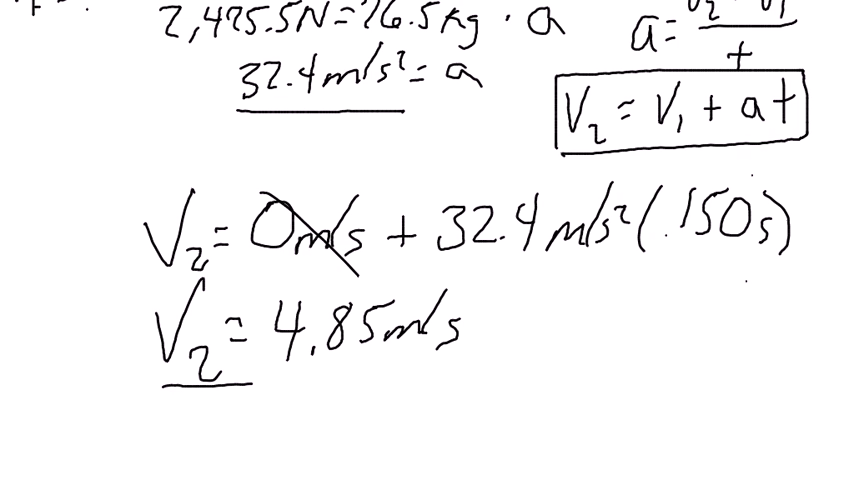 2,475.5N=76.5kg · a
a=
32.4m/s²= a
t
V₂ = V₁ + at
V₂= 0m/s + 32.4m/s²(.150s)
V₂= 4.85m/s